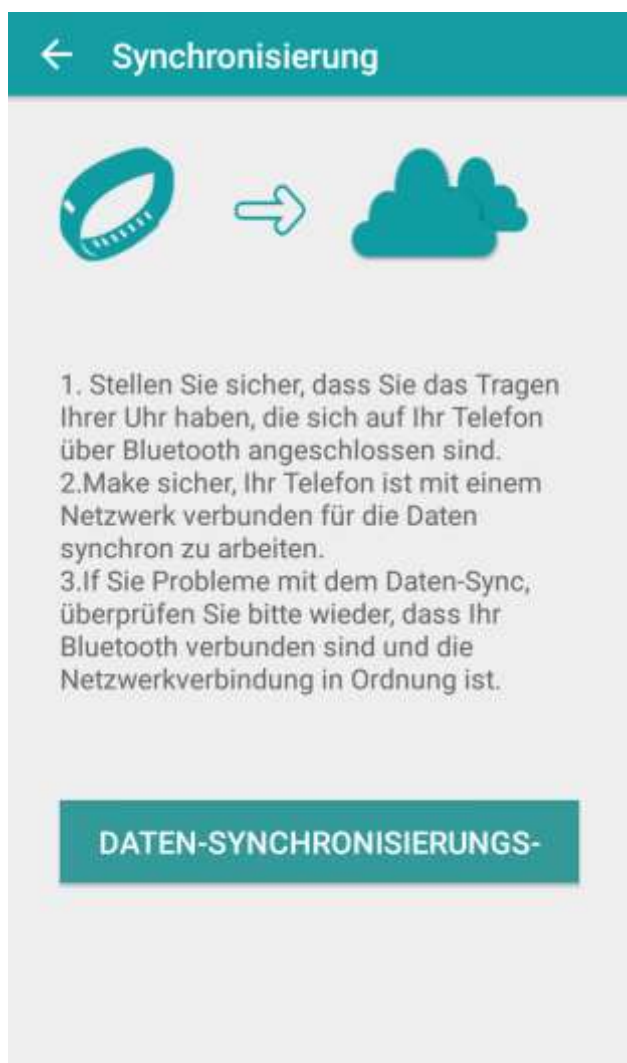 Synchronisierung
1. Stellen Sie sicher, dass Sie das Tragen
Ihrer Uhr haben, die sich auf Ihr Telefon
über Bluetooth angeschlossen sind.
2.Make sicher, Ihr Telefon ist mit einem
Netzwerk verbunden für die Daten
synchron zu arbeiten.
3.If Sie Probleme mit dem Daten-Sync,
überprüfen Sie bitte wieder, dass Ihr
Bluetooth verbunden sind und die
Netzwerkverbindung in Ordnung ist.
DATEN-SYNCHRONISIERUNGS-